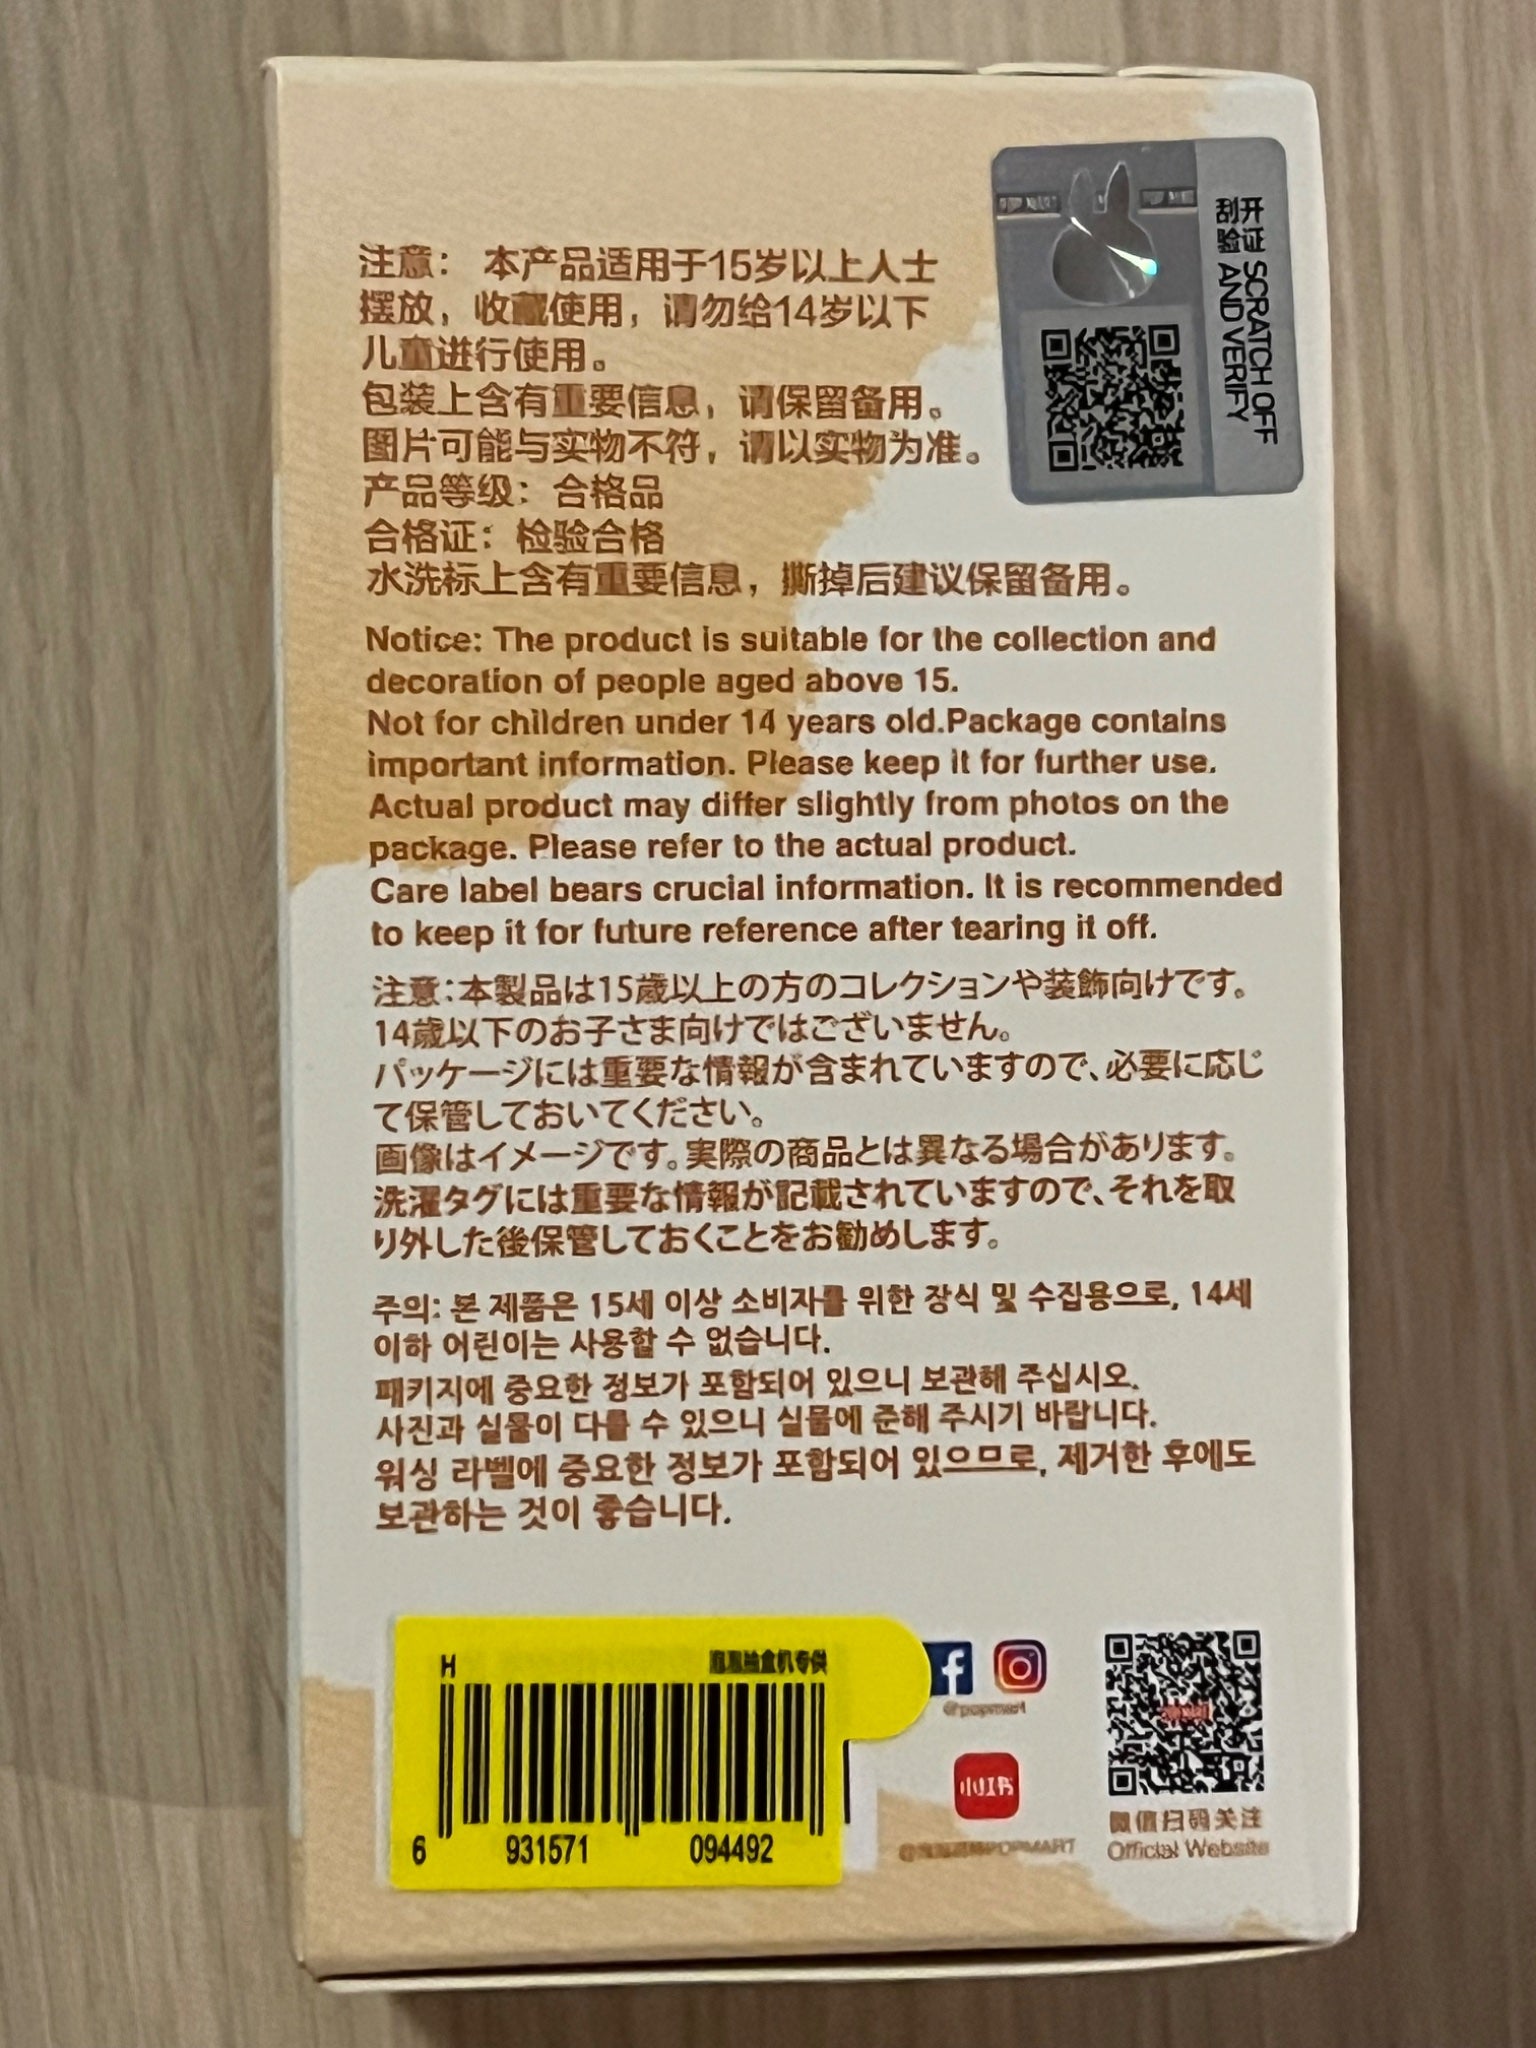 注意： 本产品适用于15岁以上人士
摆放，收藏使用，请勿给14岁以下
儿童进行使用。
包装上含有重要信息，请保留备用。
图片可能与实物不符，请以实物为准。
产品等级：合格品
合格证：检验合格
水洗标上含有重要信息，撕掉后建议保留备用。
刮开
验证
SCRATCH OFF
AND VERIFY
Notice: The product is suitable for the collection and
decoration of people aged above 15.
Not for children under 14 years old.Package contains
important information. Please keep it for further use.
Actual product may differ slightly from photos on the
package. Please refer to the actual product.
Care label bears crucial information. It is recommended
to keep it for future reference after tearing it off.
注意：本製品は15歳以上の方のコレクションや装飾向けです。
14歳以下のお子さま向けではございません。
パッケージには重要な情報が含まれていますので、必要に応じ
て保管しておいてください。
画像はイメージです。実際の商品とは異なる場合があります。
洗濯タグには重要な情報が記載されていますので、それを取
り外した後保管しておくことをお勧めします。
주의: 본 제품은 15세 이상 소비자를 위한 장식 및 수집용으로, 14세
이하 어린이는 사용할 수 없습니다.
패키지에 중요한 정보가 포함되어 있으니 보관해 주십시오.
사진과 실물이 다를 수 있으니 실물에 준해 주시기 바랍니다.
워싱 라벨에 중요한 정보가 포함되어 있으므로, 제거한 후에도
보관하는 것이 좋습니다.
H
6 931571 094492
f
@popmart
小红书
微信扫码关注
Official Website